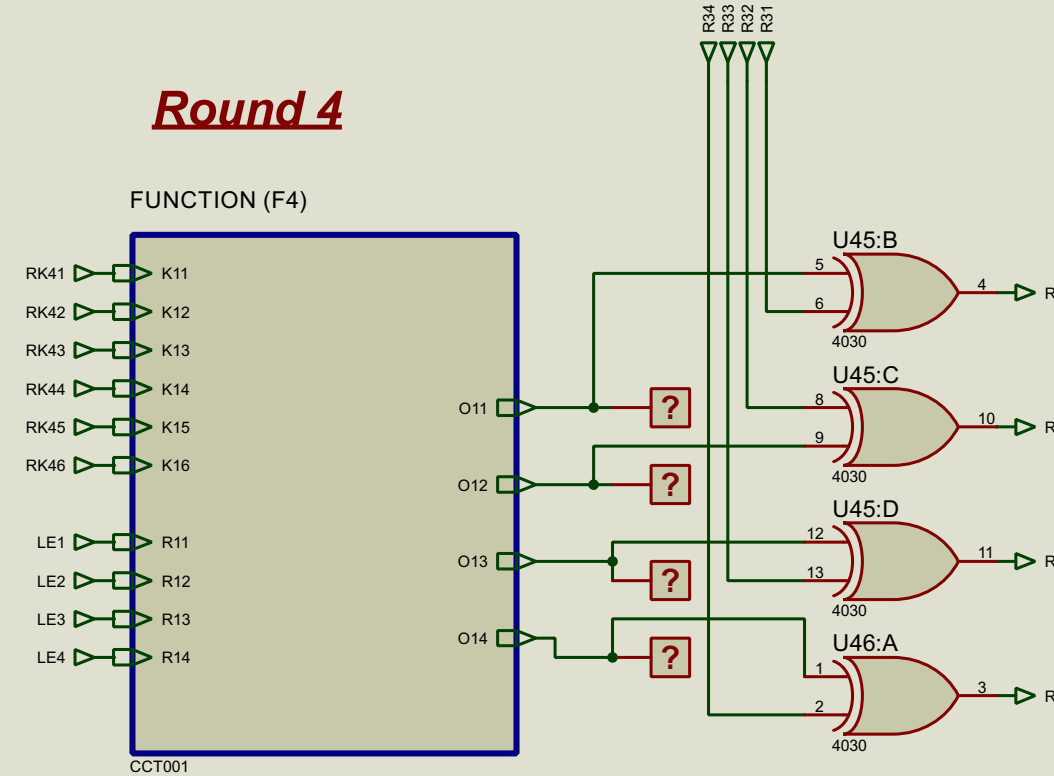 R34 R33 R32 R31
Round 4
FUNCTION (F4)
RK41 K11
RK42 K12
RK43 K13
RK44 K14
RK45 K15
RK46 K16
LE1 R11
LE2 R12
LE3 R13
LE4 R14
O11 ?
O12 ?
O13 ?
O14 ?
CCT001
U45:B
5
6
4
R
4030
U45:C
8
9
10
R
4030
U45:D
12
13
11
R
4030
U46:A
1
2
3
R
4030